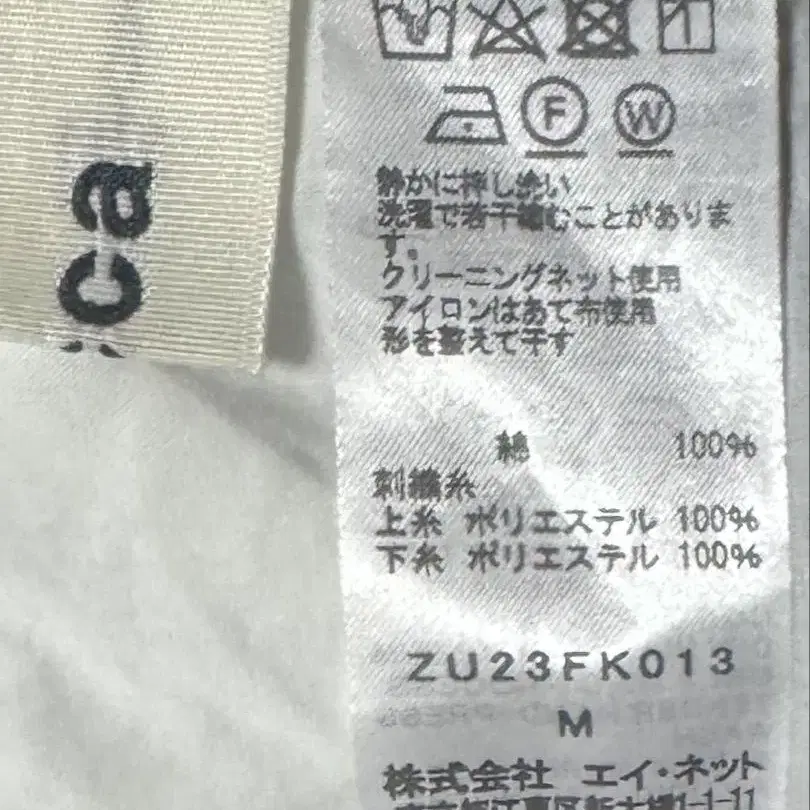 ca
F W
静かに押し洗い
洗濯で若干縮むことがありま
す。
クリーニングネット使用
アイロンはあて布使用
形を整えて干す
綿 100%
刺繍糸
上糸 ポリエステル 100%
下糸 ポリエステル 100%
ZU23FK013
M
株式会社 エイ・ネット